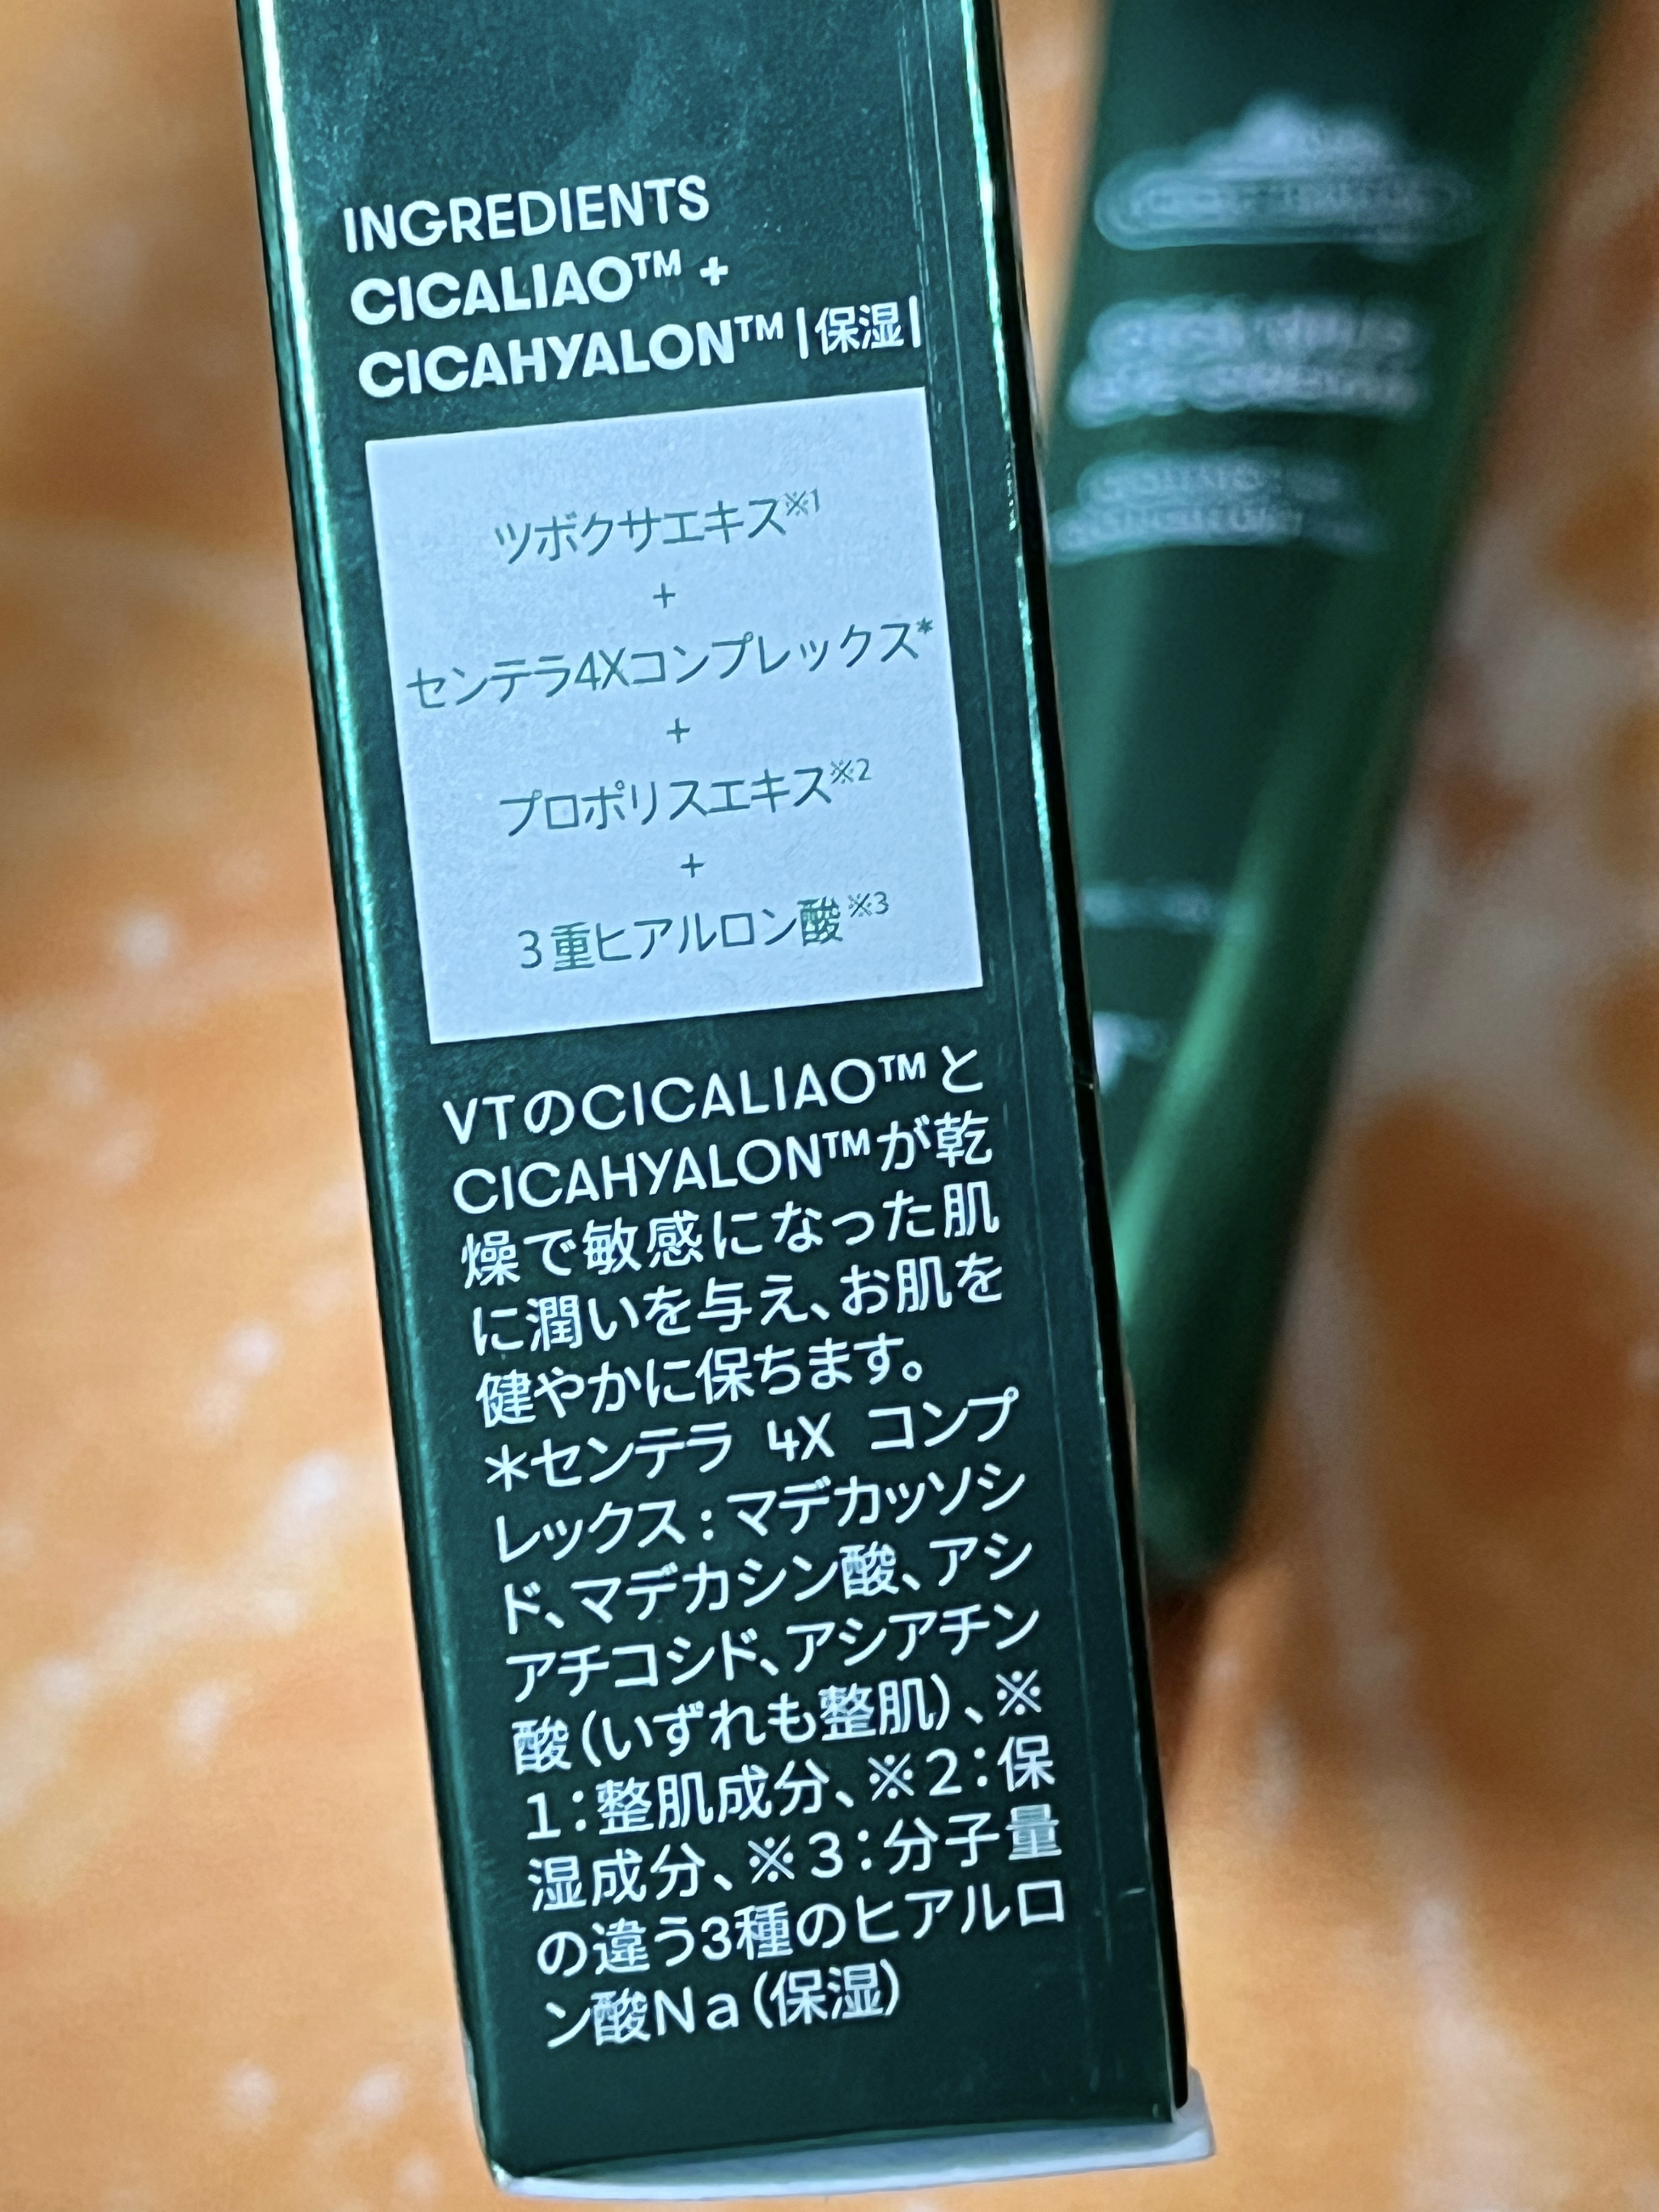 INGREDIENTS
CICALIAO™ +
CICAHYALON™ |保湿|
ツボクサエキス※1
+
センテラ4Xコンプレックス*
+
プロポリスエキス※2
+
3重ヒアルロン酸※3
VTのCICALIAO™と
CICAHYALON™が乾
燥で敏感になった肌
に潤いを与え、お肌を
健やかに保ちます。
*センテラ 4X コンプ
レックス:マデカッソシ
ド、マデカシン酸、アシ
アチコシド、アシアチン
酸(いずれも整肌)、※
1:整肌成分、※2:保
湿成分、※3:分子量
の違う3種のヒアルロ
ン酸Na(保湿)